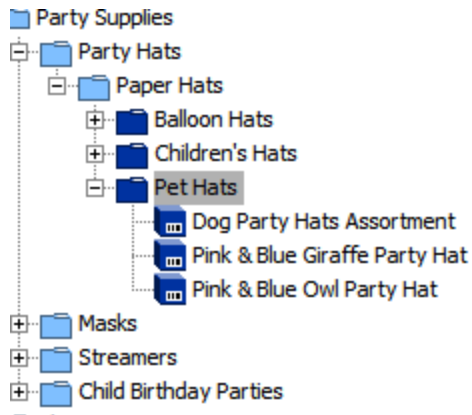 Party Supplies
Party Hats
Paper Hats
Balloon Hats
Children's Hats
Pet Hats
Dog Party Hats Assortment
Pink & Blue Giraffe Party Hat
Pink & Blue Owl Party Hat
Masks
Streamers
Child Birthday Parties